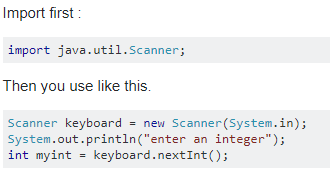 Import first :
import java.util.Scanner;
Then you use like this.
Scanner keyboard = new Scanner(System.in);
System.out.println("enter an integer");
int myint = keyboard.nextInt();